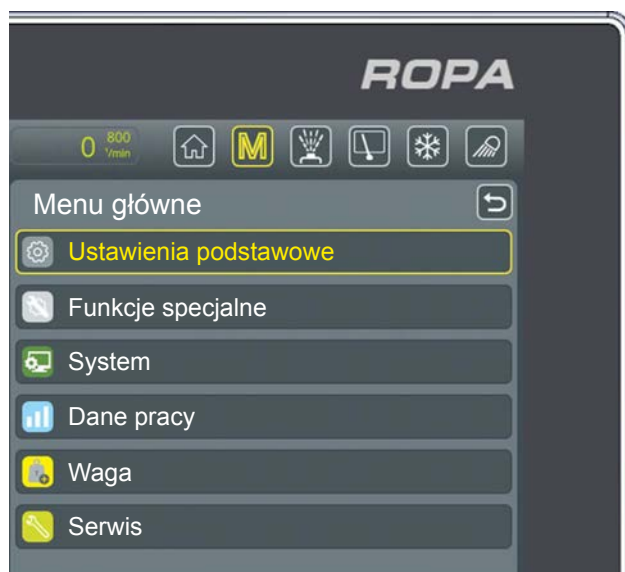 ROPA
0 800
1/min
M
Menu główne
Ustawienia podstawowe
Funkcje specjalne
System
Dane pracy
Waga
Serwis